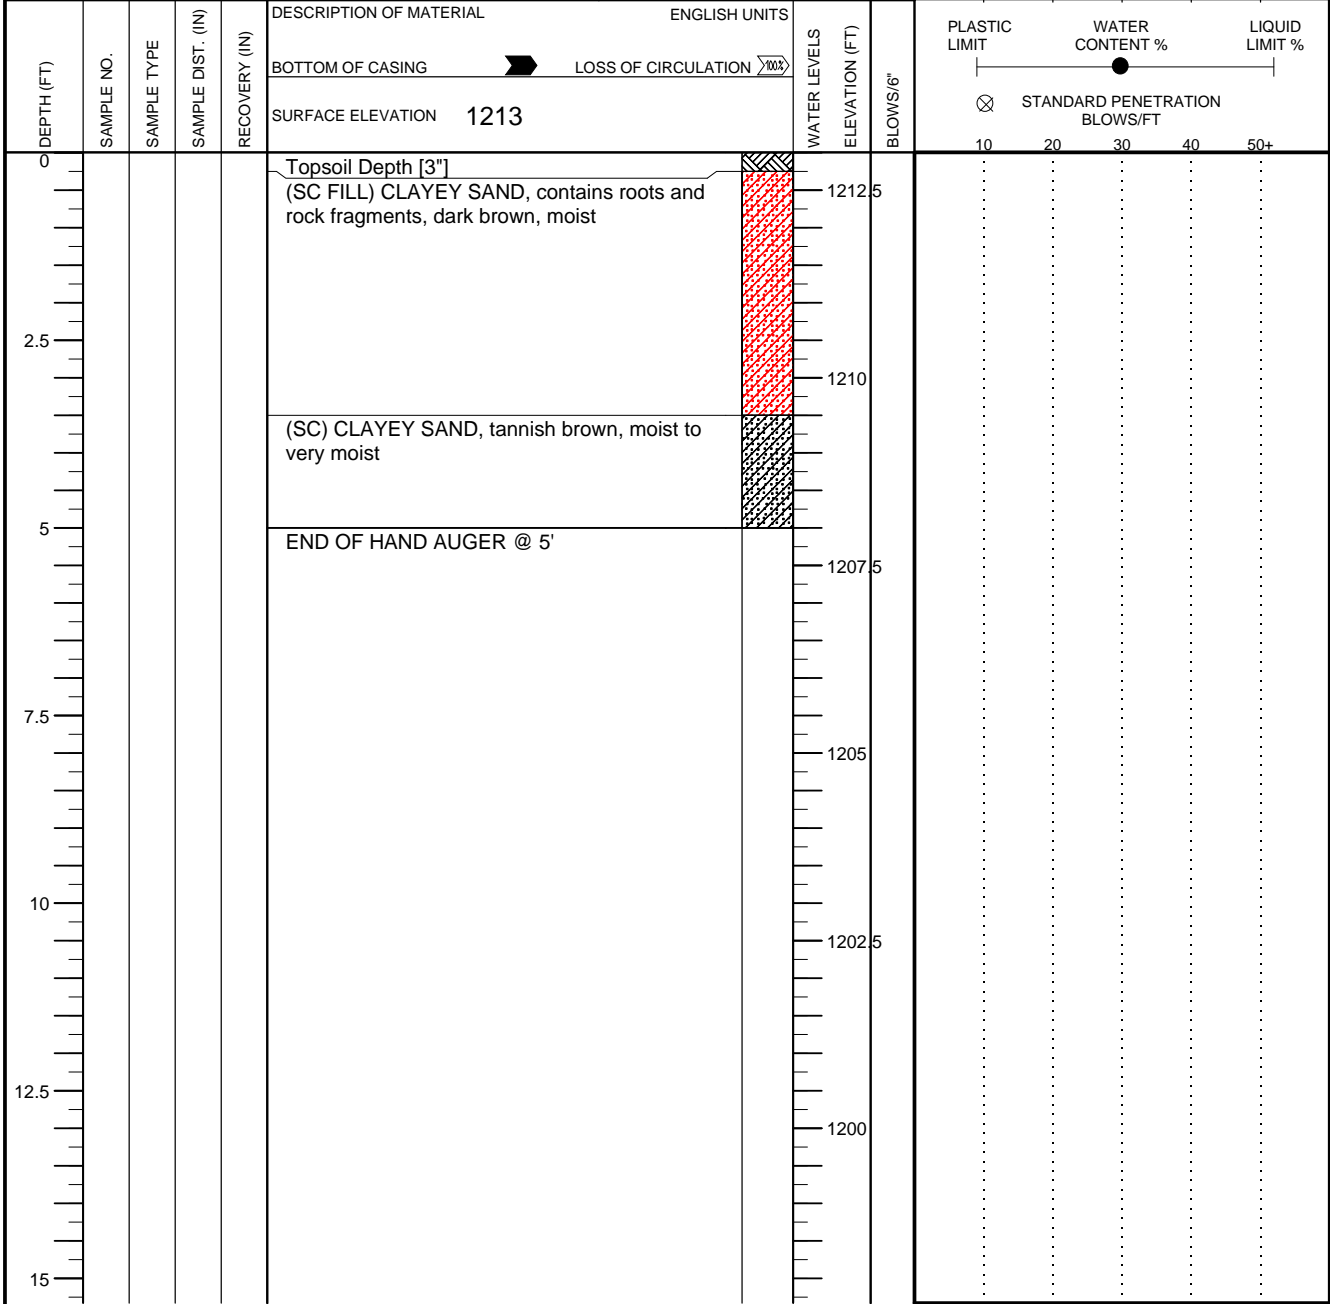 DESCRIPTION OF MATERIAL ENGLISH UNITS
BOTTOM OF CASING LOSS OF CIRCULATION 100%
SURFACE ELEVATION 1213
DEPTH (FT)
SAMPLE NO.
SAMPLE TYPE
SAMPLE DIST. (IN)
RECOVERY (IN)
WATER LEVELS
ELEVATION (FT)
BLOWS/6"
PLASTIC LIMIT
WATER CONTENT %
LIQUID LIMIT %
STANDARD PENETRATION
BLOWS/FT
10 20 30 40 50+
0
Topsoil Depth [3"]
(SC FILL) CLAYEY SAND, contains roots and
rock fragments, dark brown, moist
1212.5
2.5
1210
(SC) CLAYEY SAND, tannish brown, moist to
very moist
5
END OF HAND AUGER @ 5'
1207.5
7.5
1205
10
1202.5
12.5
1200
15